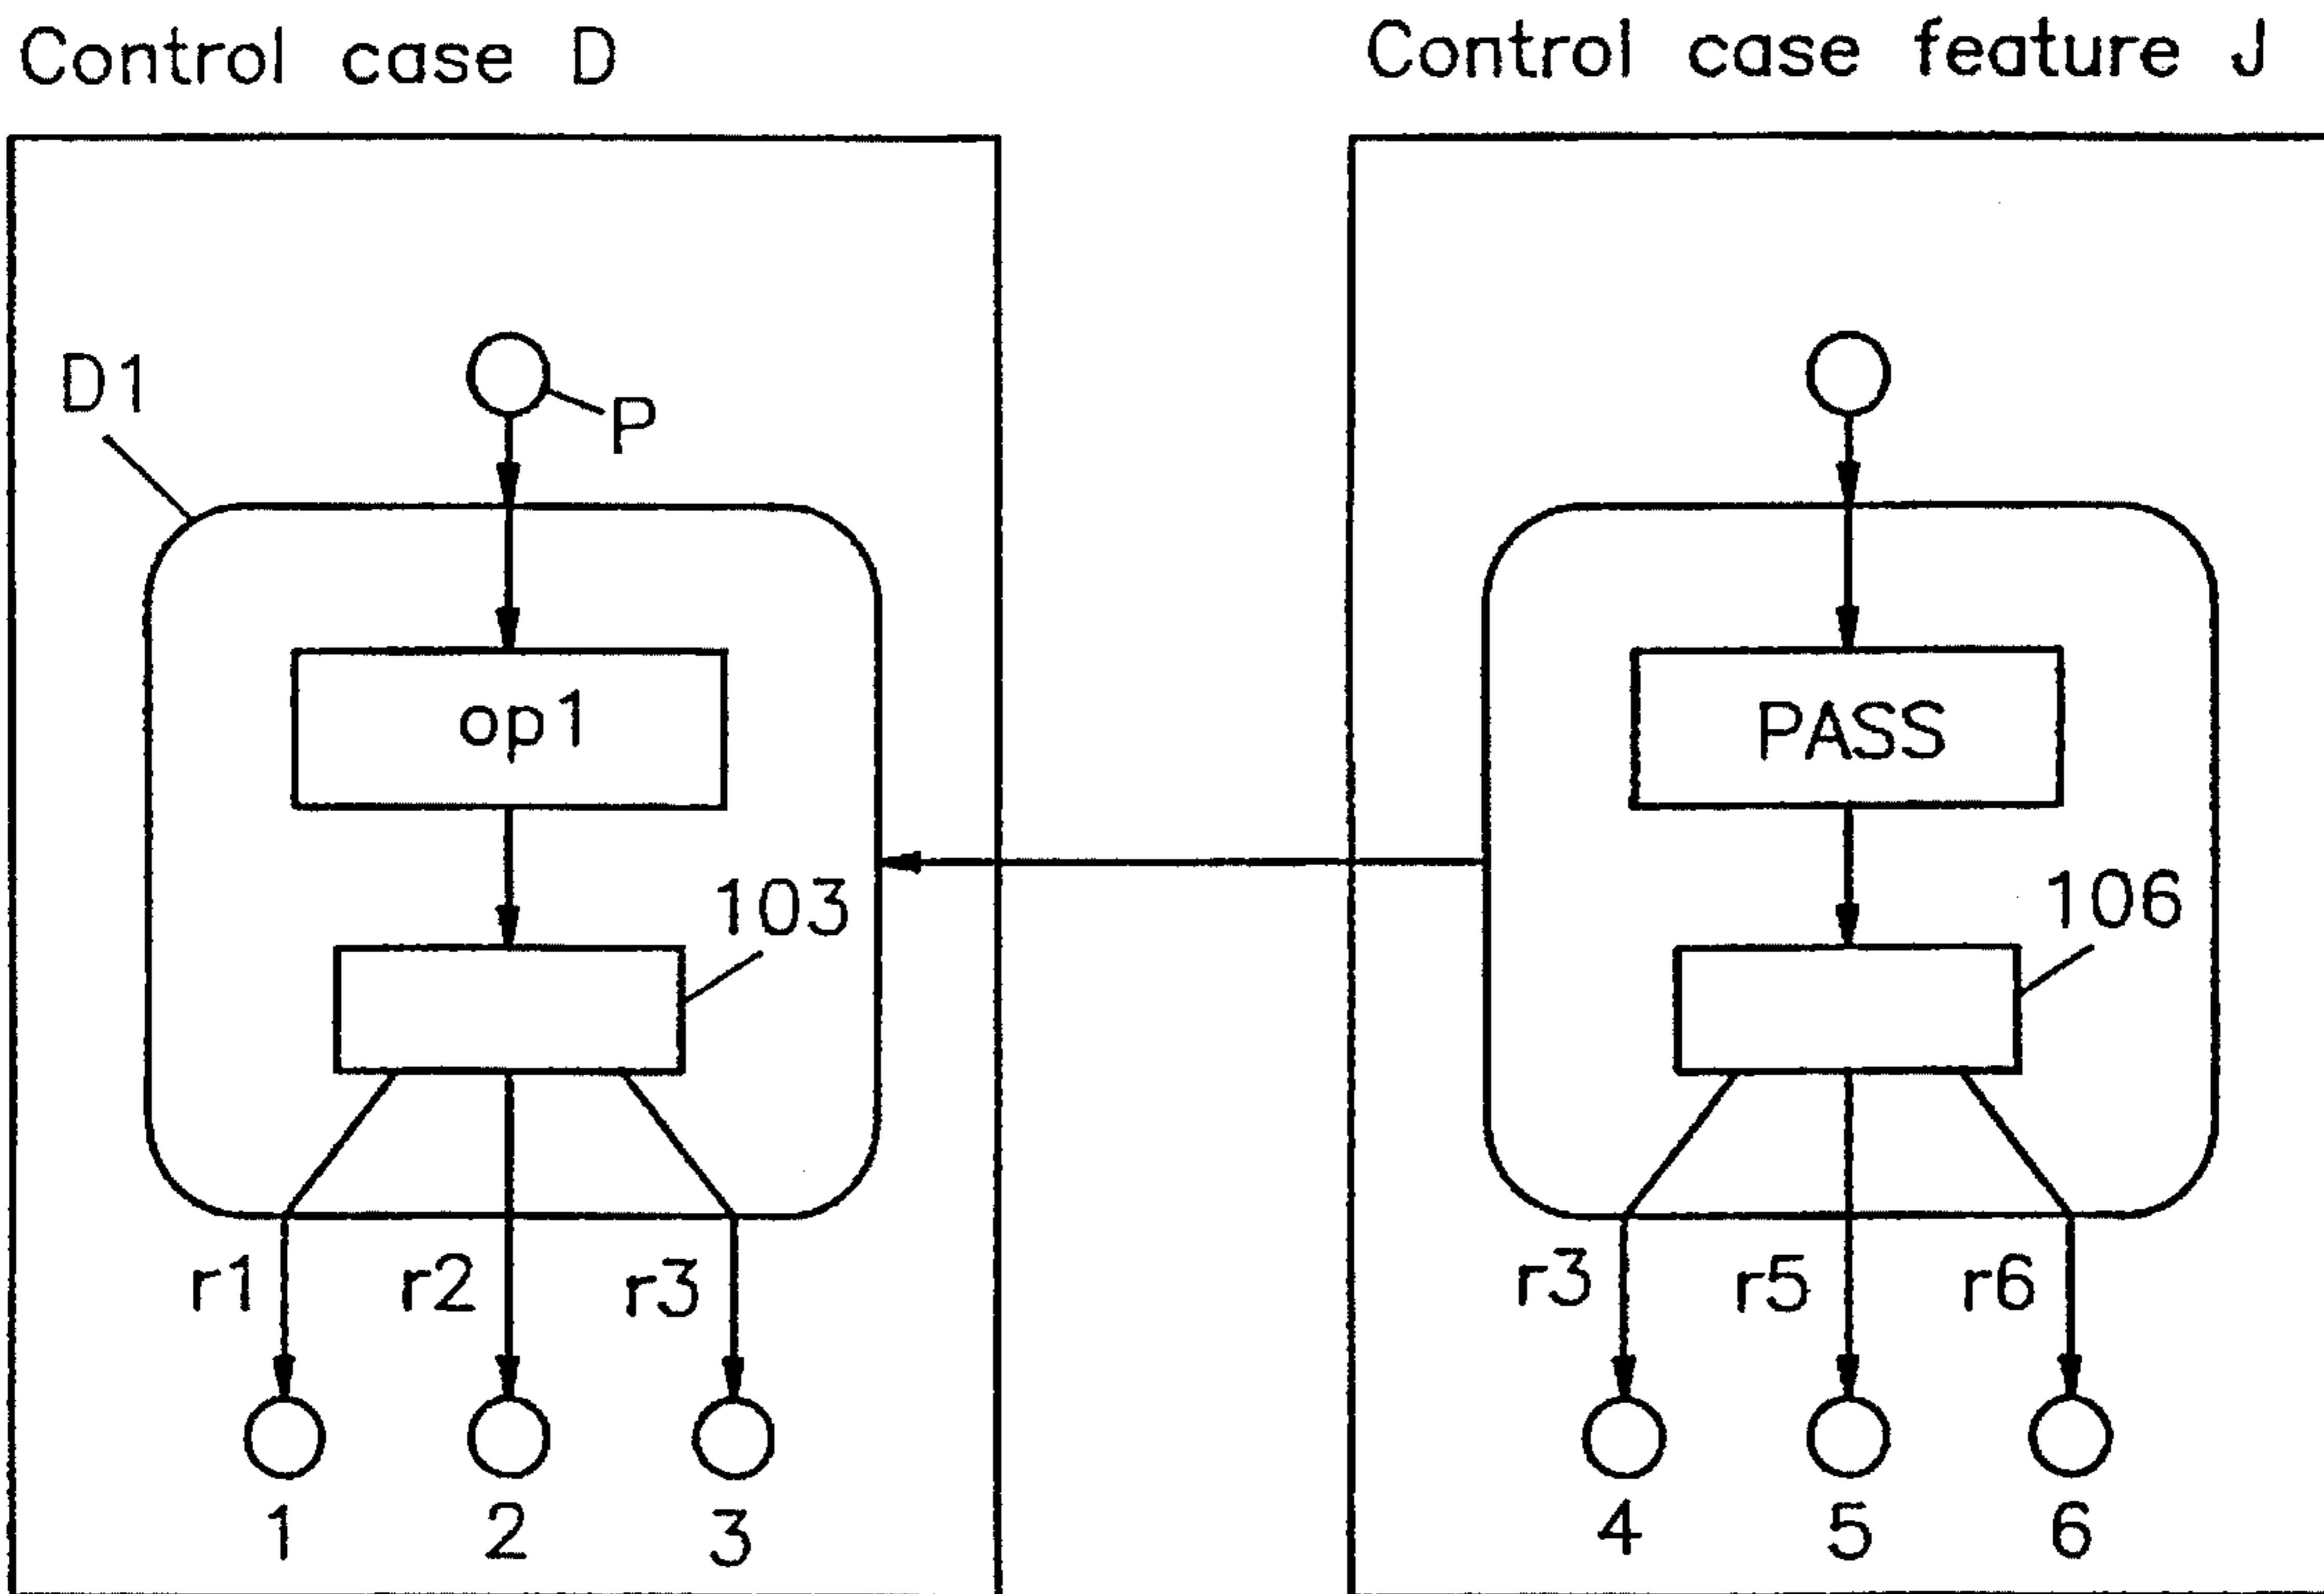 Control case D
D1
P
op1
103
r1 r2 r3
1 2 3
Control case feature J
PASS
106
r3 r5 r6
4 5 6